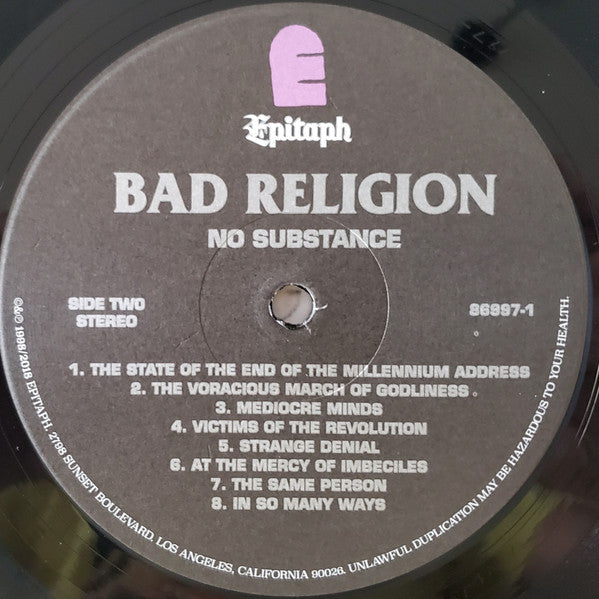 E
Epitaph
BAD RELIGION
NO SUBSTANCE
SIDE TWO
STEREO
86997-1
1. THE STATE OF THE END OF THE MILLENNIUM ADDRESS
2. THE VORACIOUS MARCH OF GODLINESS
3. MEDIOCRE MINDS
4. VICTIMS OF THE REVOLUTION
5. STRANGE DENIAL
6. AT THE MERCY OF IMBECILES
7. THE SAME PERSON
8. IN SO MANY WAYS
©&℗ 1998/2018 EPITAPH. 2798 SUNSET BOULEVARD, LOS ANGELES, CALIFORNIA 90026. UNLAWFUL DUPLICATION MAY BE HAZARDOUS TO YOUR HEALTH.